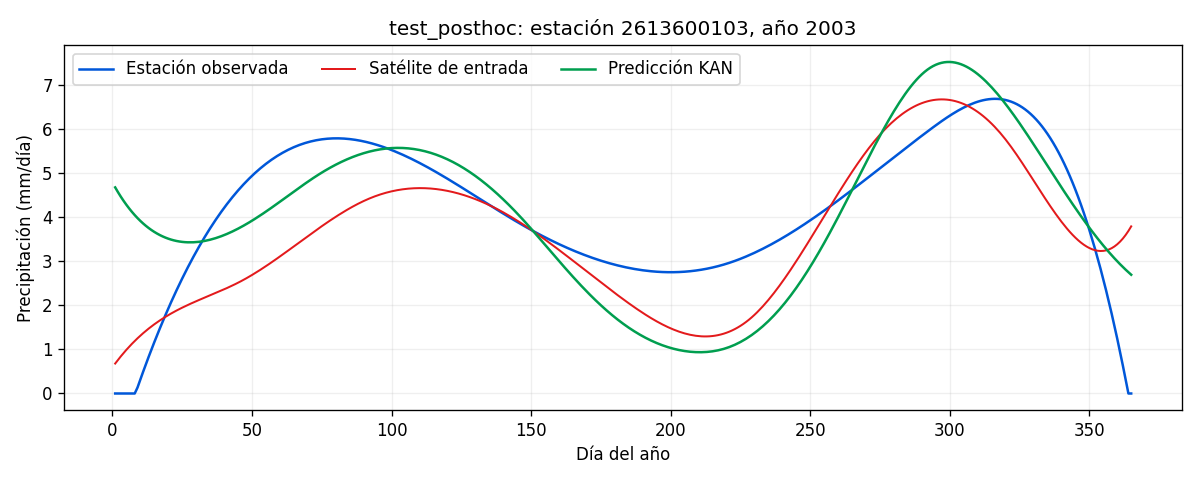 test_posthoc: estación 2613600103, año 2003
Estación observada
Satélite de entrada
Predicción KAN
Precipitación (mm/día)
7
6
5
4
3
2
1
0
0
50
100
150
200
250
300
350
Día del año